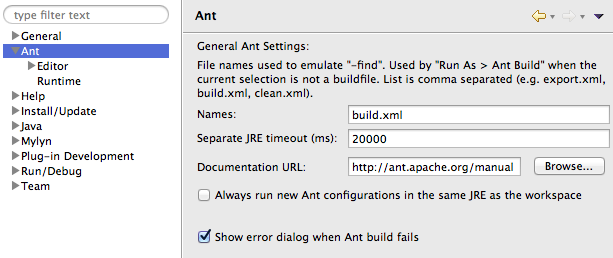 type filter text
General
Ant
Editor
Runtime
Help
Install/Update
Java
Mylyn
Plug-in Development
Run/Debug
Team
Ant
General Ant Settings:
File names used to emulate "-find". Used by "Run As > Ant Build" when the
current selection is not a buildfile. List is comma separated (e.g. export.xml,
build.xml, clean.xml).
Names: build.xml
Separate JRE timeout (ms): 20000
Documentation URL: http://ant.apache.org/manual Browse...
Always run new Ant configurations in the same JRE as the workspace
Show error dialog when Ant build fails